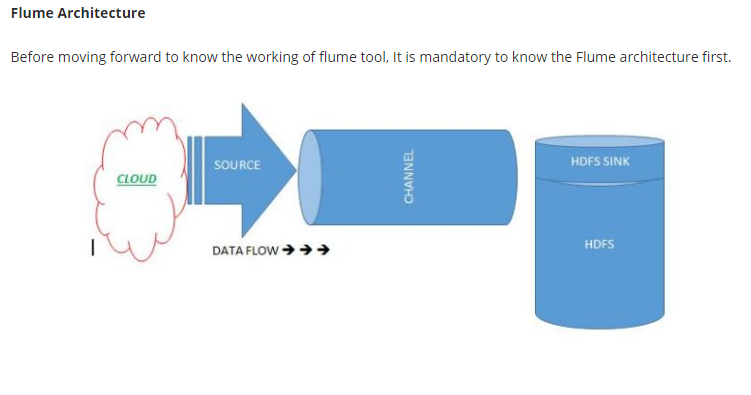 Flume Architecture
Before moving forward to know the working of flume tool, It is mandatory to know the Flume architecture first.
CLOUD
SOURCE
CHANNEL
HDFS SINK
HDFS
DATA FLOW→→→